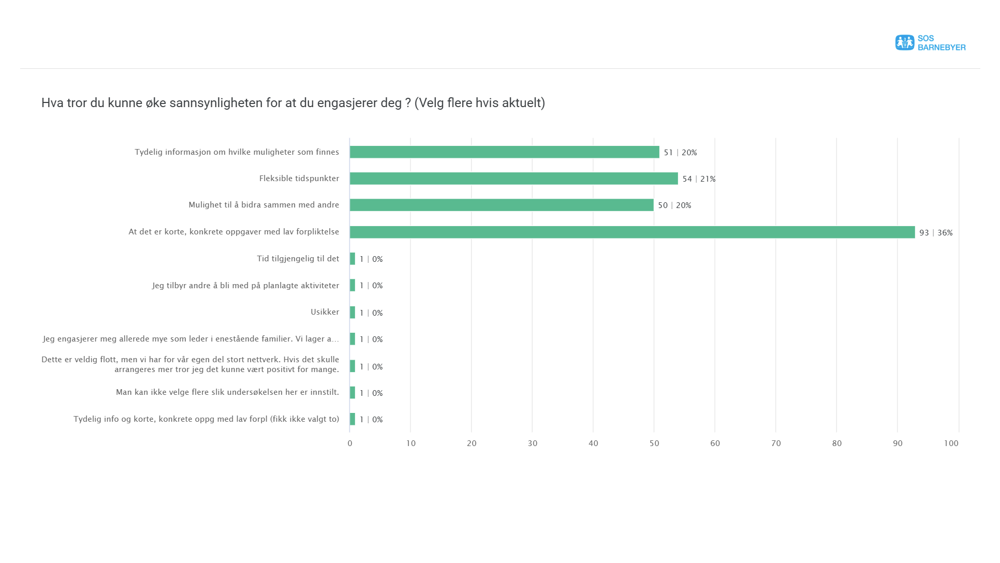 SOS
BARNEBYER
Hva tror du kunne øke sannsynligheten for at du engasjerer deg ? (Velg flere hvis aktuelt)
Tydelig informasjon om hvilke muligheter som finnes
51 | 20%
Fleksible tidspunkter
54 | 21%
Mulighet til å bidra sammen med andre
50 | 20%
At det er korte, konkrete oppgaver med lav forpliktelse
93 | 36%
Tid tilgjengelig til det
1 | 0%
Jeg tilbyr andre å bli med på planlagte aktiviteter
1 | 0%
Usikker
1 | 0%
Jeg engasjerer meg allerede mye som leder i enestående familier. Vi lager a...
1 | 0%
Dette er veldig flott, men vi har for vår egen del stort nettverk. Hvis det skulle
arrangeres mer tror jeg det kunne vært positivt for mange.
1 | 0%
Man kan ikke velge flere slik undersøkelsen her er innstilt.
1 | 0%
Tydelig info og korte, konkrete oppg med lav forpl (fikk ikke valgt to)
1 | 0%
0 10 20 30 40 50 60 70 80 90 100